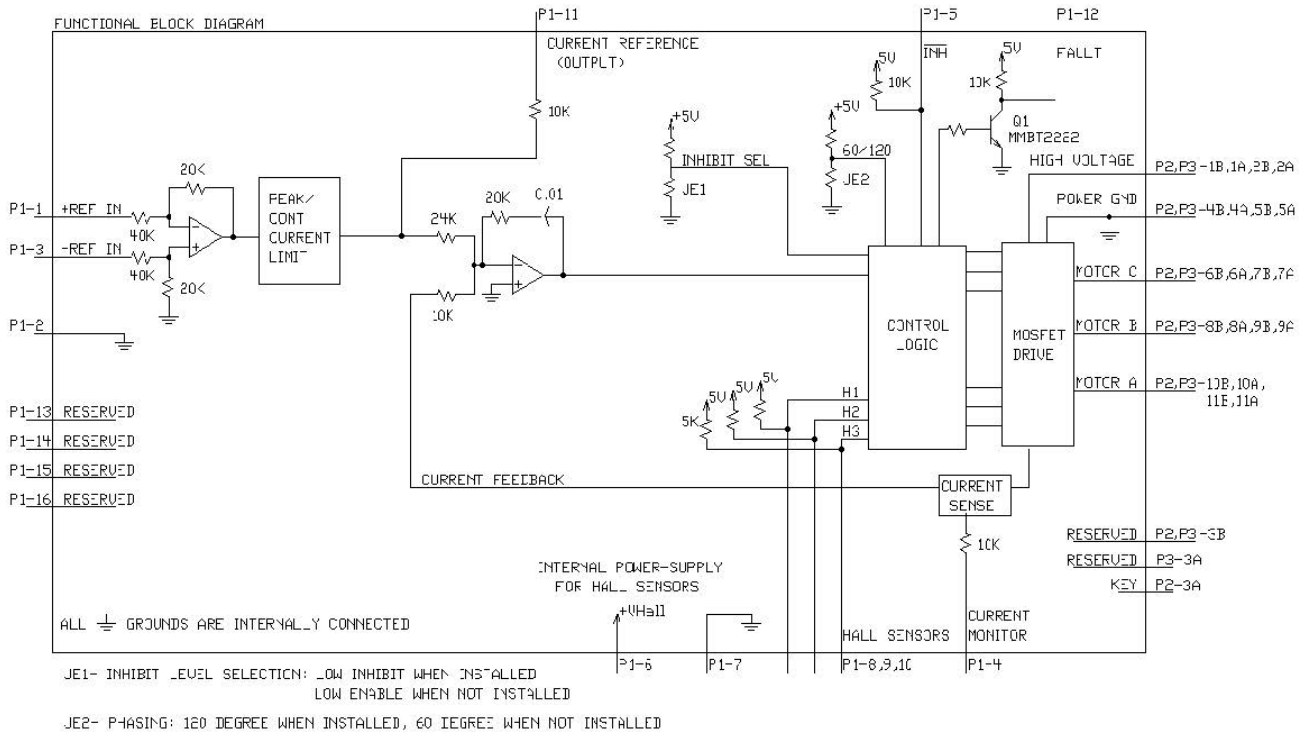 FUNCTIONAL BLOCK DIAGRAM
P1-11
P1-5
P1-12
CURRENT REFERENCE
(OUTPUT)
INH
FAULT
10K
5V
10K
5V
10K
Q1
MMBT2222
+5V
INHIBIT SEL
JE1
+5V
60/120
JE2
HIGH VOLTAGE
P2,P3-1B,1A,2B,2A
POWER GND
P2,P3-4B,4A,5B,5A
P1-1
+REF IN
40K
20K
P1-3
-REF IN
40K
20K
PEAK/
CONT
CURRENT
LIMIT
24K
20K
C.01
10K
P1-2
CONTROL
LOGIC
MOSFET
DRIVE
MOTOR C
P2,P3-6B,6A,7B,7A
MOTOR B
P2,P3-8B,8A,9B,9A
MOTOR A
P2,P3-10B,10A,
11B,11A
5K
5V
5V
5V
H1
H2
H3
P1-13 RESERVED
P1-14 RESERVED
P1-15 RESERVED
P1-16 RESERVED
CURRENT FEEDBACK
CURRENT
SENSE
10K
RESERVED P2,P3-3B
RESERVED P3-3A
KEY P2-3A
INTERNAL POWER-SUPPLY
FOR HALL SENSORS
+VHall
ALL GROUNDS ARE INTERNALLY CONNECTED
HALL SENSORS
CURRENT
MONITOR
P1-6
P1-7
P1-8,9,10
P1-4
JE1- INHIBIT LEVEL SELECTION: LOW INHIBIT WHEN INSTALLED
LOW ENABLE WHEN NOT INSTALLED
JE2- PHASING: 120 DEGREE WHEN INSTALLED, 60 DEGREE WHEN NOT INSTALLED